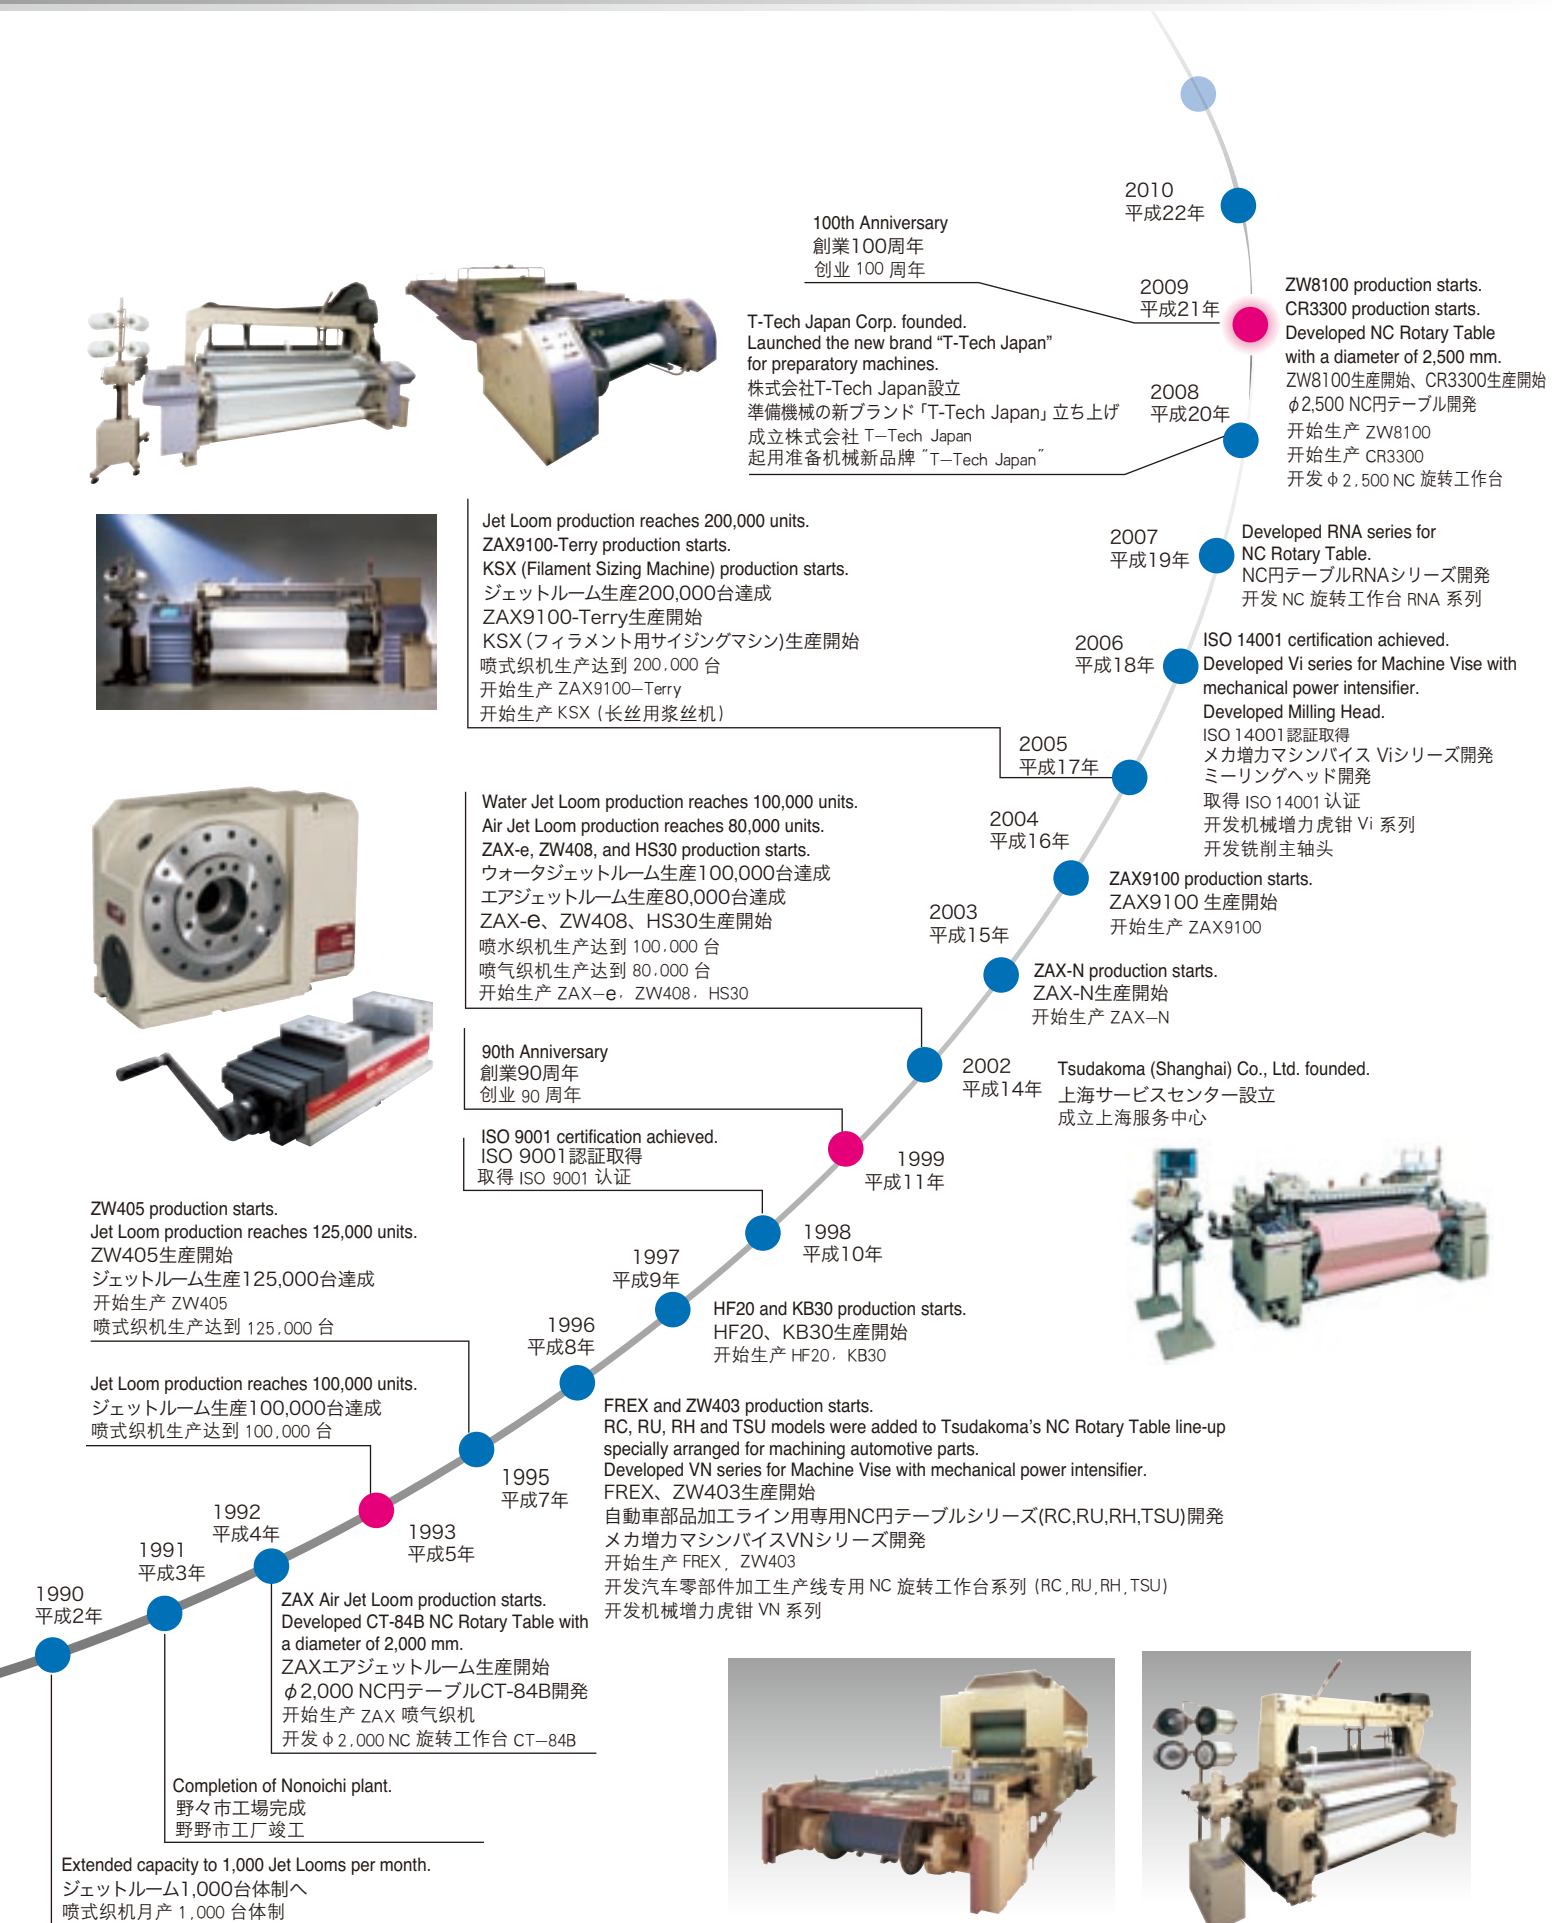 2010
平成22年
100th Anniversary
創業100周年
创业 100 周年
2009
平成21年
ZW8100 production starts.
CR3300 production starts.
Developed NC Rotary Table
with a diameter of 2,500 mm.
ZW8100生産開始、CR3300生産開始
φ2,500 NC円テーブル開発
开始生产 ZW8100
开始生产 CR3300
开发 φ 2,500 NC 旋转工作台
T-Tech Japan Corp. founded.
Launched the new brand “T-Tech Japan”
for preparatory machines.
株式会社T-Tech Japan設立
準備機械の新ブランド「T-Tech Japan」立ち上げ
成立株式会社 T—Tech Japan
起用准备机械新品牌 ″T—Tech Japan″
2008
平成20年
2007
平成19年
Developed RNA series for
NC Rotary Table.
NC円テーブルRNAシリーズ開発
开发 NC 旋转工作台 RNA 系列
Jet Loom production reaches 200,000 units.
ZAX9100-Terry production starts.
KSX (Filament Sizing Machine) production starts.
ジェットルーム生産200,000台達成
ZAX9100-Terry生産開始
KSX（フィラメント用サイジングマシン)生産開始
喷式织机生产达到 200,000 台
开始生产 ZAX9100—Terry
开始生产 KSX (长丝用浆丝机)
2006
平成18年
ISO 14001 certification achieved.
Developed Vi series for Machine Vise with
mechanical power intensifier.
Developed Milling Head.
ISO 14001認証取得
メカ増力マシンバイス Viシリーズ開発
ミーリングヘッド開発
取得 ISO 14001 认证
开发机械增力虎钳 Vi 系列
开发铣削主轴头
2005
平成17年
Water Jet Loom production reaches 100,000 units.
Air Jet Loom production reaches 80,000 units.
ZAX-e, ZW408, and HS30 production starts.
ウォータジェットルーム生産100,000台達成
エアジェットルーム生産80,000台達成
ZAX-e、ZW408、HS30生産開始
喷水织机生产达到 100,000 台
喷气织机生产达到 80,000 台
开始生产 ZAX—e, ZW408, HS30
2004
平成16年
ZAX9100 production starts.
ZAX9100 生産開始
开始生产 ZAX9100
2003
平成15年
ZAX-N production starts.
ZAX-N生産開始
开始生产 ZAX—N
90th Anniversary
創業90周年
创业 90 周年
2002
平成14年
Tsudakoma (Shanghai) Co., Ltd. founded.
上海サービスセンター設立
成立上海服务中心
ISO 9001 certification achieved.
ISO 9001認証取得
取得 ISO 9001 认证
1999
平成11年
1998
平成10年
ZW405 production starts.
Jet Loom production reaches 125,000 units.
ZW405生産開始
ジェットルーム生産125,000台達成
开始生产 ZW405
喷式织机生产达到 125,000 台
1997
平成9年
HF20 and KB30 production starts.
HF20、KB30生産開始
开始生产 HF20, KB30
1996
平成8年
FREX and ZW403 production starts.
RC, RU, RH and TSU models were added to Tsudakoma's NC Rotary Table line-up
specially arranged for machining automotive parts.
Developed VN series for Machine Vise with mechanical power intensifier.
FREX、ZW403生産開始
自動車部品加工ライン用専用NC円テーブルシリーズ(RC,RU,RH,TSU)開発
メカ増力マシンバイスVNシリーズ開発
开始生产 FREX, ZW403
开发汽车零部件加工生产线专用 NC 旋转工作台系列 (RC,RU,RH,TSU)
开发机械增力虎钳 VN 系列
Jet Loom production reaches 100,000 units.
ジェットルーム生産100,000台達成
喷式织机生产达到 100,000 台
1995
平成7年
1993
平成5年
1992
平成4年
ZAX Air Jet Loom production starts.
Developed CT-84B NC Rotary Table with
a diameter of 2,000 mm.
ZAXエアジェットルーム生産開始
φ2,000 NC円テーブルCT-84B開発
开始生产 ZAX 喷气织机
开发 φ 2,000 NC 旋转工作台 CT—84B
1991
平成3年
Completion of Nonoichi plant.
野々市工場完成
野野市工厂竣工
1990
平成2年
Extended capacity to 1,000 Jet Looms per month.
ジェットルーム1,000台体制へ
喷式织机月产 1,000 台体制